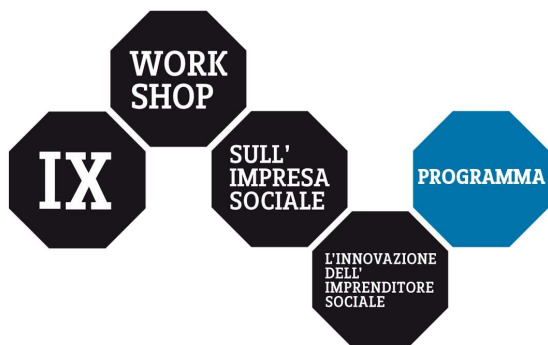 IX
WORK
SHOP
SULL'
IMPRESA
SOCIALE
L'INNOVAZIONE
DELL'
IMPRENDITORE
SOCIALE
PROGRAMMA